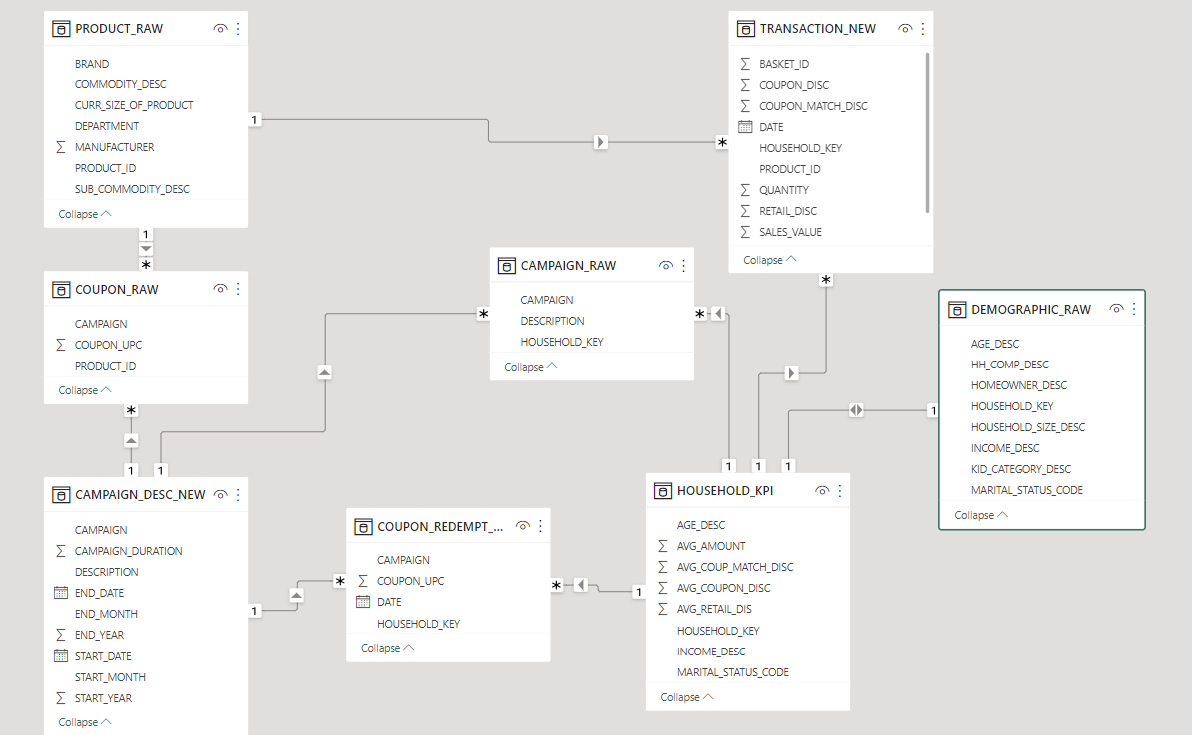 PRODUCT_RAW
BRAND
COMMODITY_DESC
CURR_SIZE_OF_PRODUCT
DEPARTMENT
∑ MANUFACTURER
PRODUCT_ID
SUB_COMMODITY_DESC
Collapse
1
*
1
*
TRANSACTION_NEW
∑ BASKET_ID
∑ COUPON_DISC
∑ COUPON_MATCH_DISC
DATE
HOUSEHOLD_KEY
PRODUCT_ID
∑ QUANTITY
∑ RETAIL_DISC
∑ SALES_VALUE
Collapse
*
COUPON_RAW
CAMPAIGN
∑ COUPON_UPC
PRODUCT_ID
Collapse
*
1
1
CAMPAIGN_RAW
CAMPAIGN
DESCRIPTION
HOUSEHOLD_KEY
Collapse
*
*
DEMOGRAPHIC_RAW
AGE_DESC
HH_COMP_DESC
HOMEOWNER_DESC
HOUSEHOLD_KEY
HOUSEHOLD_SIZE_DESC
INCOME_DESC
KID_CATEGORY_DESC
MARITAL_STATUS_CODE
Collapse
1
CAMPAIGN_DESC_NEW
CAMPAIGN
∑ CAMPAIGN_DURATION
DESCRIPTION
END_DATE
END_MONTH
∑ END_YEAR
START_DATE
START_MONTH
∑ START_YEAR
Collapse
1
*
COUPON_REDEMPT_...
CAMPAIGN
∑ COUPON_UPC
DATE
HOUSEHOLD_KEY
Collapse
*
1
1
1
1
HOUSEHOLD_KPI
AGE_DESC
∑ AVG_AMOUNT
∑ AVG_COUP_MATCH_DISC
∑ AVG_COUPON_DISC
∑ AVG_RETAIL_DIS
HOUSEHOLD_KEY
INCOME_DESC
MARITAL_STATUS_CODE
Collapse